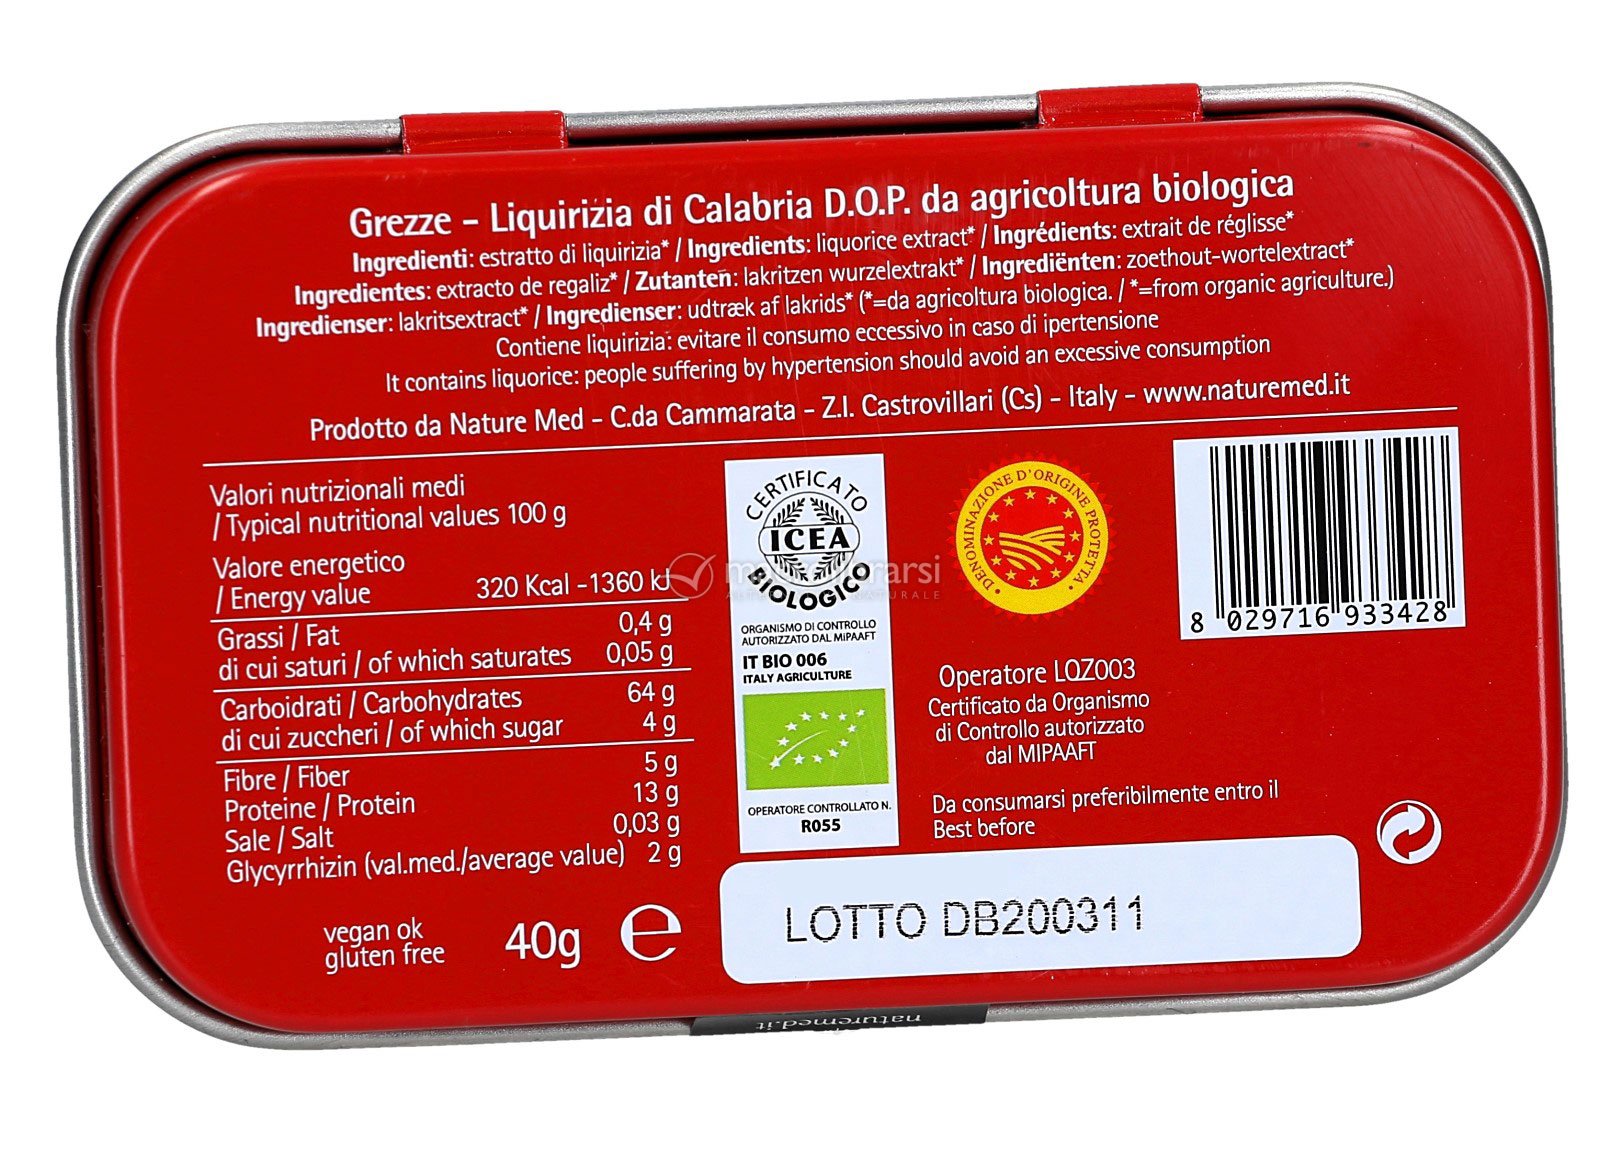 Grezze – Liquirizia di Calabria D.O.P. da agricoltura biologica
Ingredienti: estratto di liquirizia* / Ingredients: liquorice extract* / Ingrédients: extrait de réglisse*
Ingredientes: extracto de regaliz* / Zutanten: lakritzen wurzelextrakt* / Ingrediënten: zoethout-wortelextract*
Ingredienser: lakritsextract* / Ingredienser: udtræk af lakrids* (*=da agricoltura biologica. / *=from organic agriculture.)
Contiene liquirizia: evitare il consumo eccessivo in caso di ipertensione
It contains liquorice: people suffering by hypertension should avoid an excessive consumption
Prodotto da Nature Med – C.da Cammarata – Z.I. Castrovillari (Cs) – Italy – www.naturemed.it
Valori nutrizionali medi
/ Typical nutritional values 100 g
Valore energetico
/ Energy value 320 Kcal -1360 kJ
Grassi / Fat 0,4 g
di cui saturi / of which saturates 0,05 g
Carboidrati / Carbohydrates 64 g
di cui zuccheri / of which sugar 4 g
Fibre / Fiber 5 g
Proteine / Protein 13 g
Sale / Salt 0,03 g
Glycyrrhizin (val.med./average value) 2 g
vegan ok
gluten free
40g ℮
CERTIFICATO
ICEA
BIOLOGICO
ORGANISMO DI CONTROLLO
AUTORIZZATO DAL MiPAAFT
IT BIO 006
ITALY AGRICULTURE
OPERATORE CONTROLLATO N.
R055
DENOMINAZIONE D'ORIGINE PROTETTA
8 029716 933428
Operatore LQZ003
Certificato da Organismo
di Controllo autorizzato
dal MIPAAFT
Da consumarsi preferibilmente entro il
Best before
LOTTO DB200311
naturemed.it